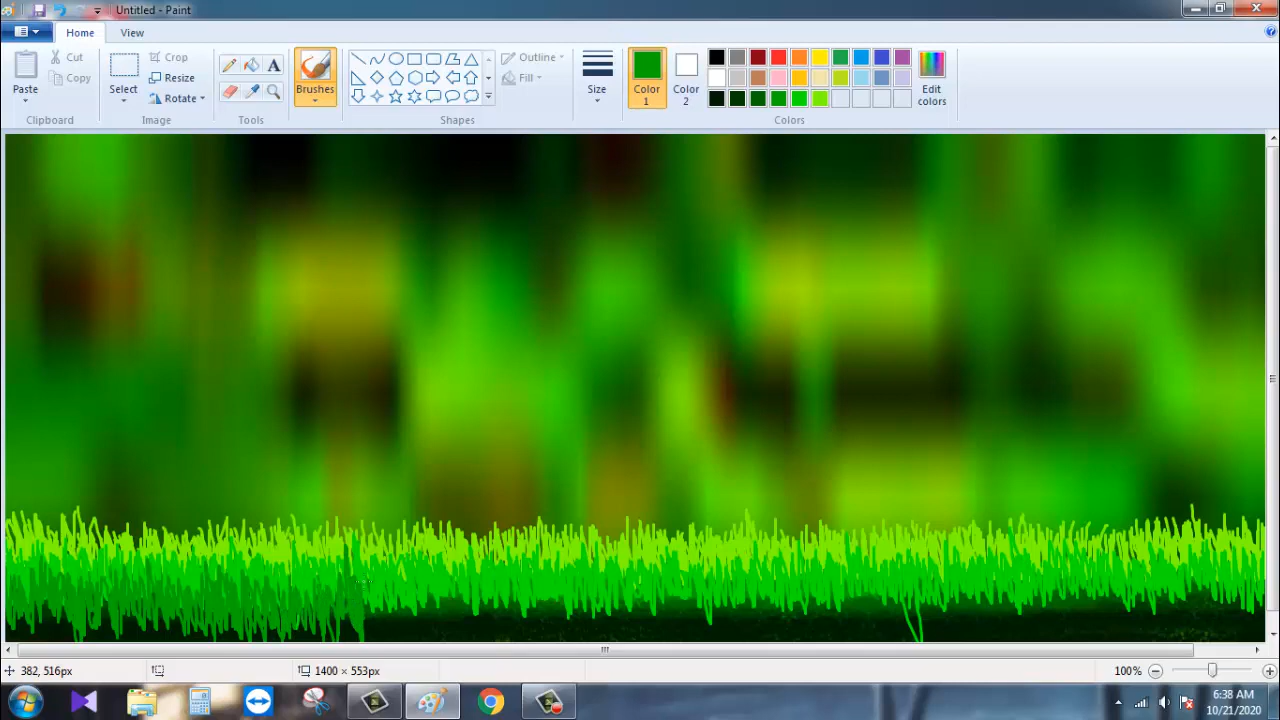 Untitled - Paint
Home
View
Paste
Cut
Copy
Clipboard
Select
Crop
Resize
Rotate
Image
A
Tools
Brushes
Outline
Fill
Shapes
Size
Color
1
Color
2
Edit
colors
Colors
382, 516px
1400 × 553px
100%
6:38 AM
10/21/2020